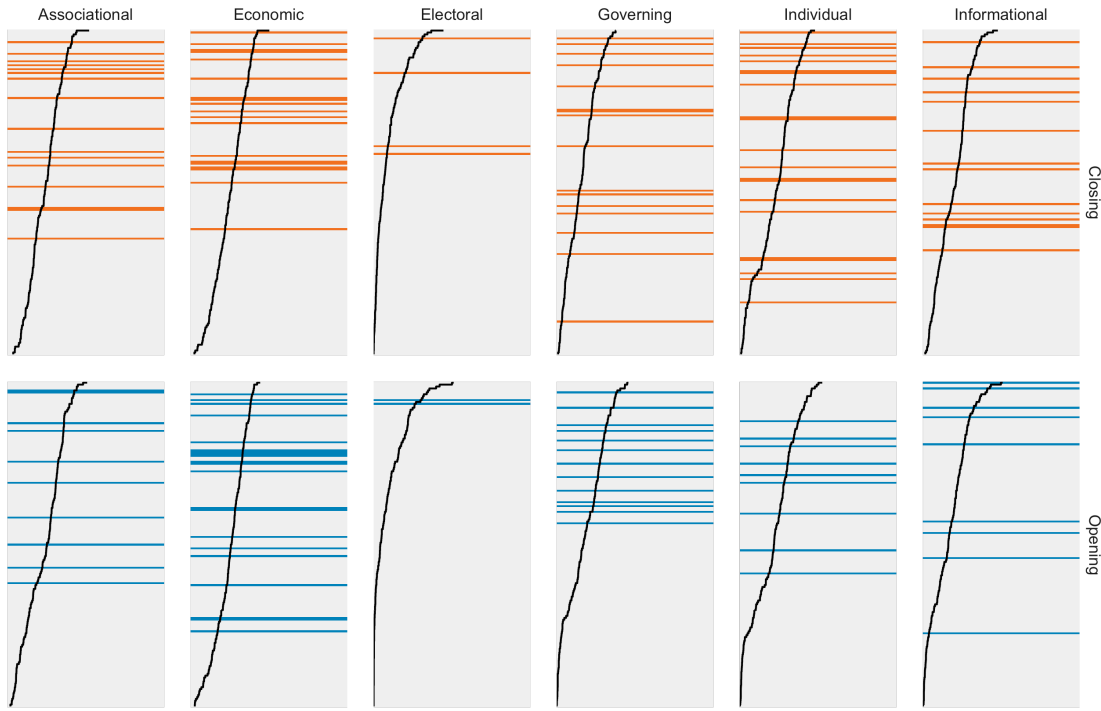 Associational
Economic
Electoral
Governing
Individual
Informational
Closing
Opening